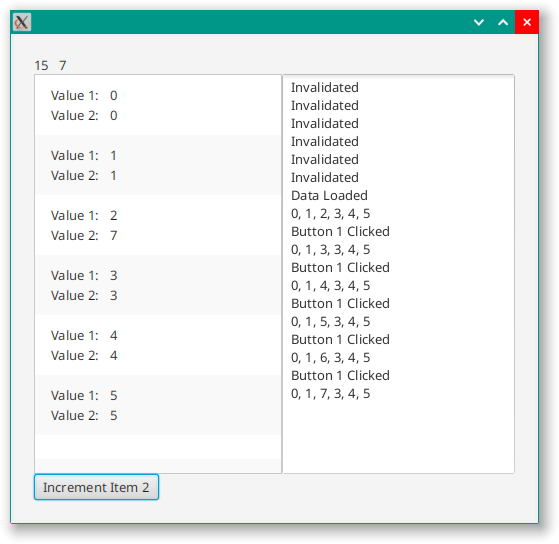 15 7
Value 1: 0
Value 2: 0
Value 1: 1
Value 2: 1
Value 1: 2
Value 2: 7
Value 1: 3
Value 2: 3
Value 1: 4
Value 2: 4
Value 1: 5
Value 2: 5
Invalidated
Invalidated
Invalidated
Invalidated
Invalidated
Invalidated
Data Loaded
0, 1, 2, 3, 4, 5
Button 1 Clicked
0, 1, 3, 3, 4, 5
Button 1 Clicked
0, 1, 4, 3, 4, 5
Button 1 Clicked
0, 1, 5, 3, 4, 5
Button 1 Clicked
0, 1, 6, 3, 4, 5
Button 1 Clicked
0, 1, 7, 3, 4, 5
Increment Item 2